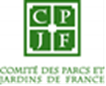 C P
J F
COMITÉ DES PARCS ET
JARDINS DE FRANCE